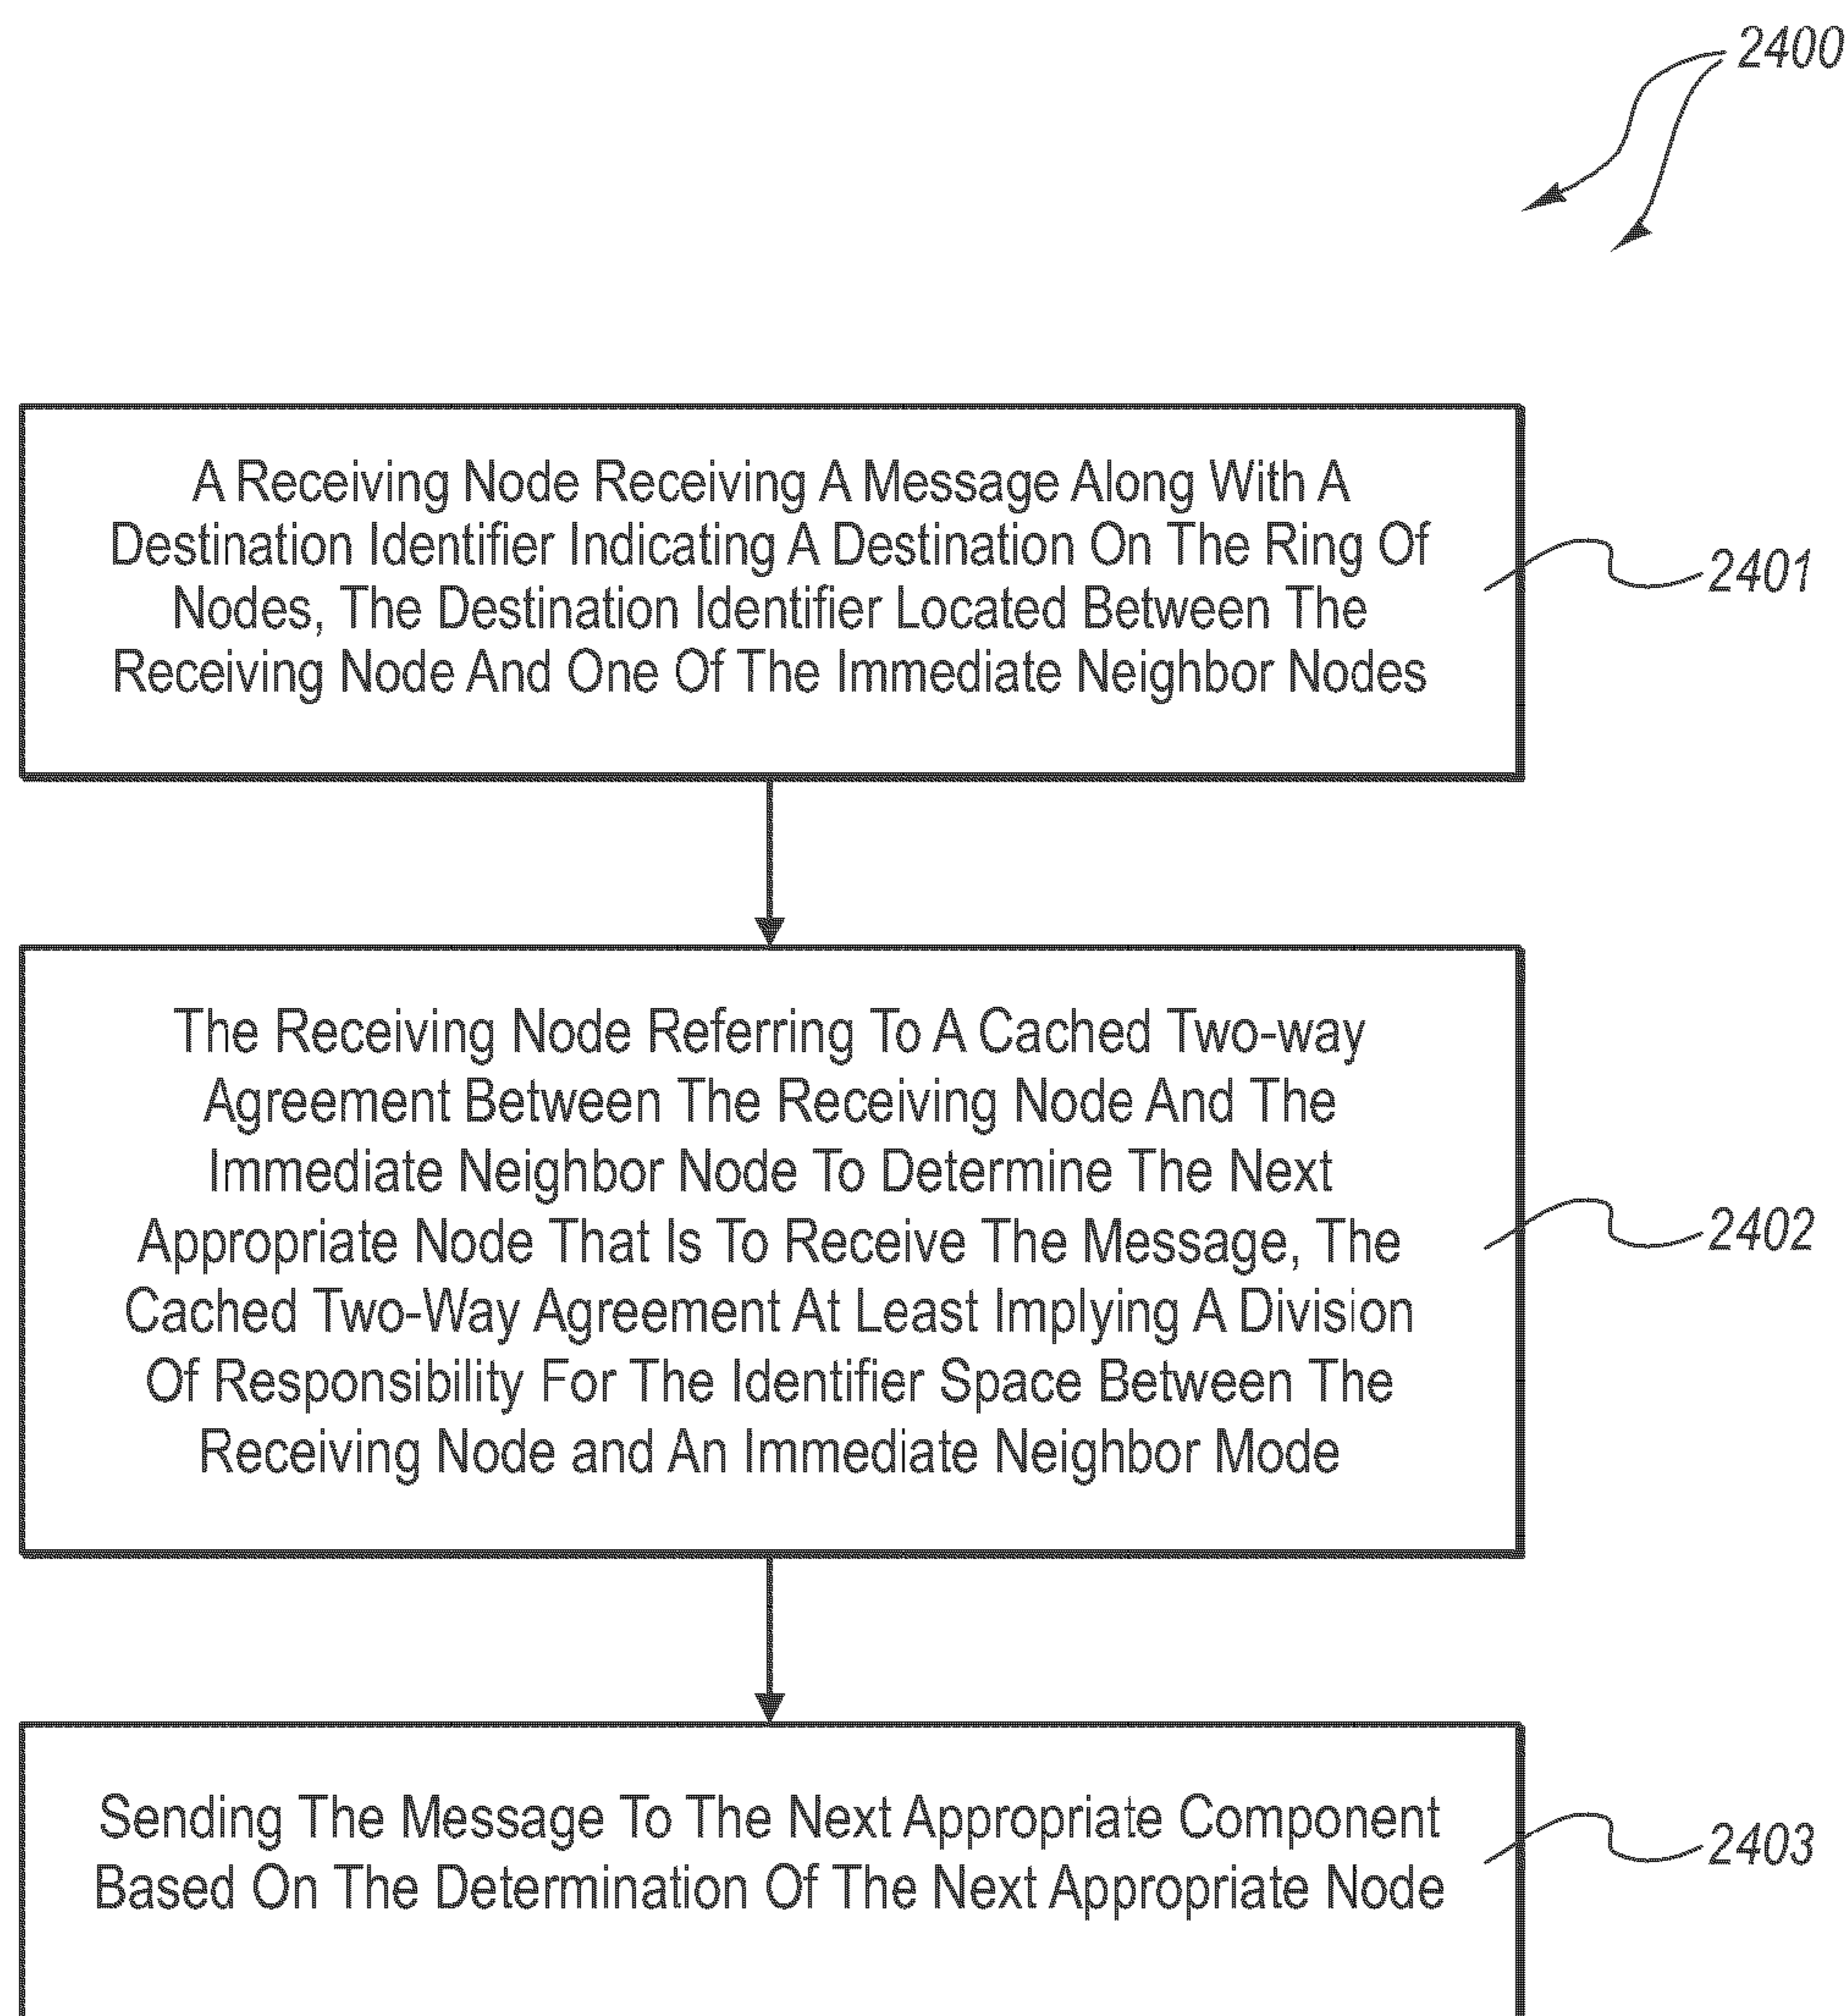 2400
A Receiving Node Receiving A Message Along With A
Destination Identifier Indicating A Destination On The Ring Of
Nodes, The Destination Identifier Located Between The
Receiving Node And One Of The Immediate Neighbor Nodes
2401
The Receiving Node Referring To A Cached Two-way
Agreement Between The Receiving Node And The
Immediate Neighbor Node To Determine The Next
Appropriate Node That Is To Receive The Message, The
Cached Two-Way Agreement At Least Implying A Division
Of Responsibility For The Identifier Space Between The
Receiving Node and An Immediate Neighbor Mode
2402
Sending The Message To The Next Appropriate Component
Based On The Determination Of The Next Appropriate Node
2403